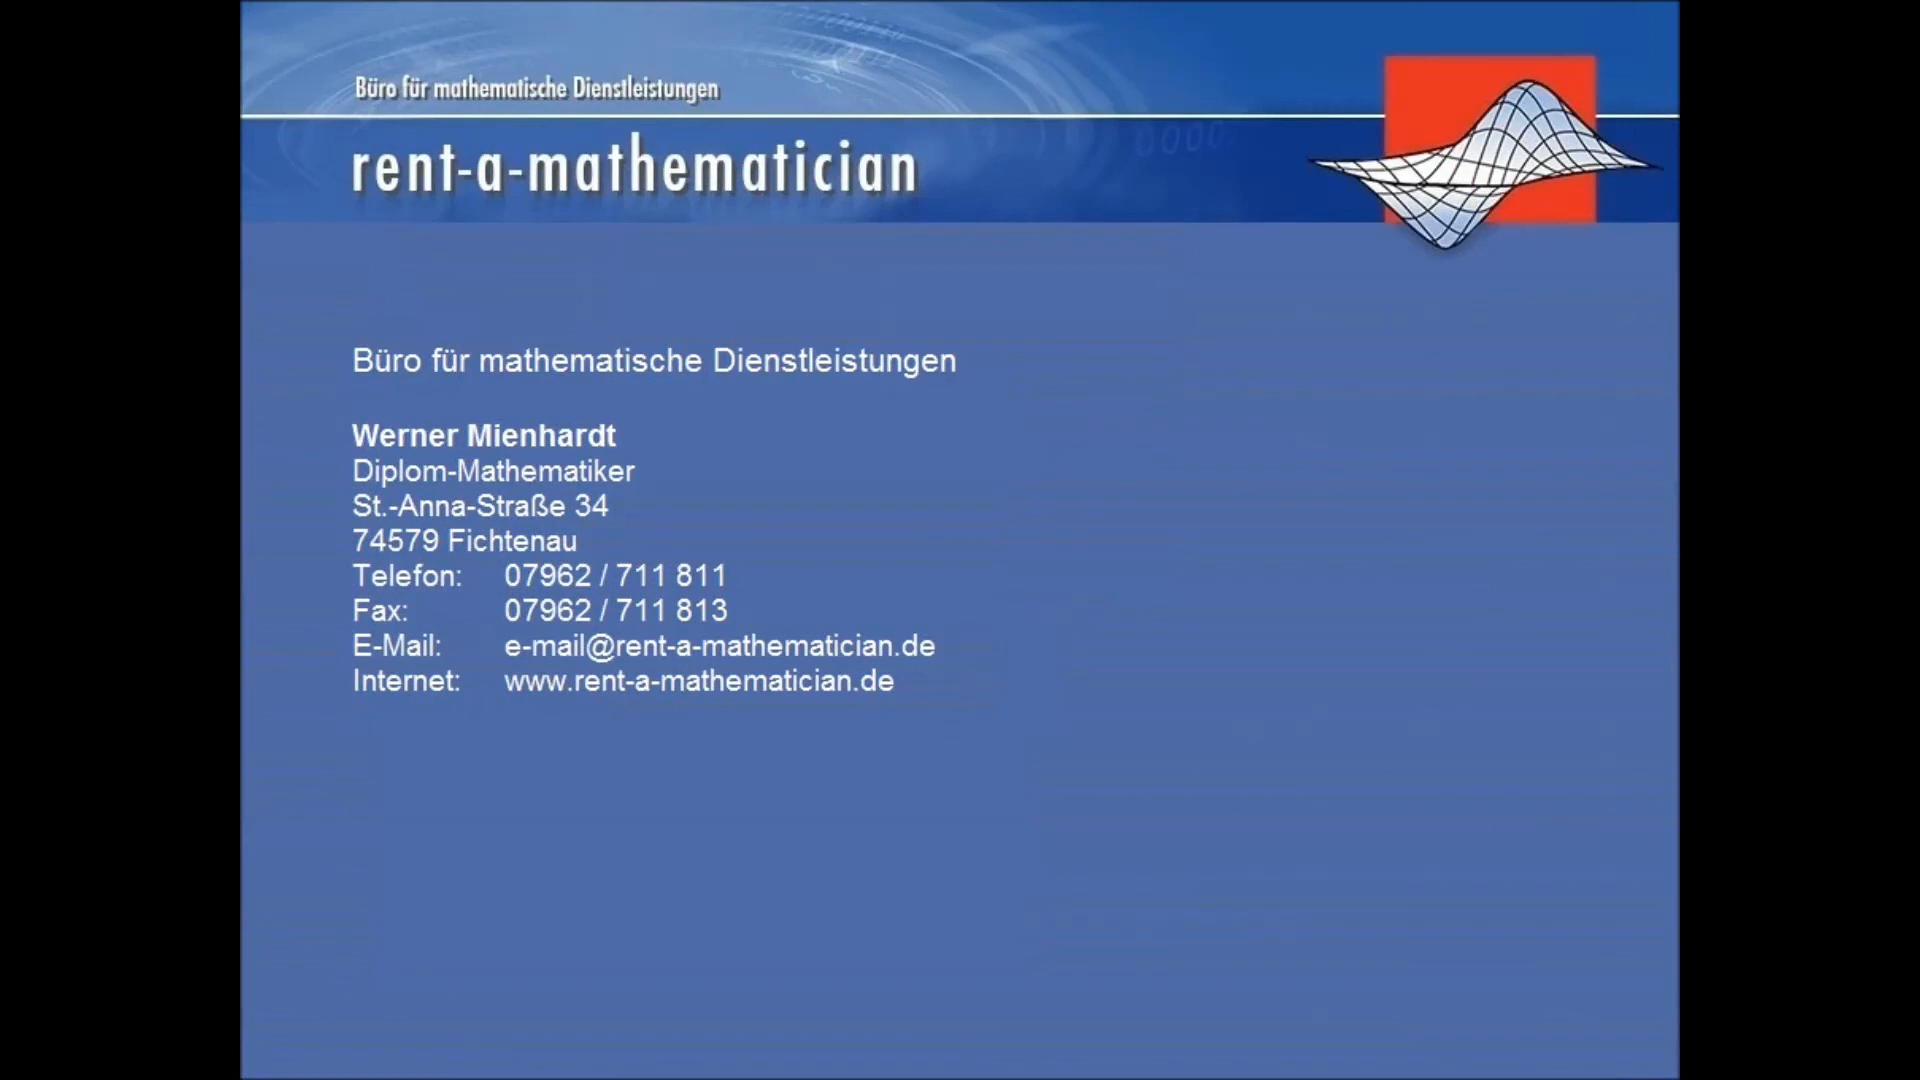 Büro für mathematische Dienstleistungen
rent-a-mathematician
Büro für mathematische Dienstleistungen
Werner Mienhardt
Diplom-Mathematiker
St.-Anna-Straße 34
74579 Fichtenau
Telefon: 07962 / 711 811
Fax: 07962 / 711 813
E-Mail: e-mail@rent-a-mathematician.de
Internet: www.rent-a-mathematician.de